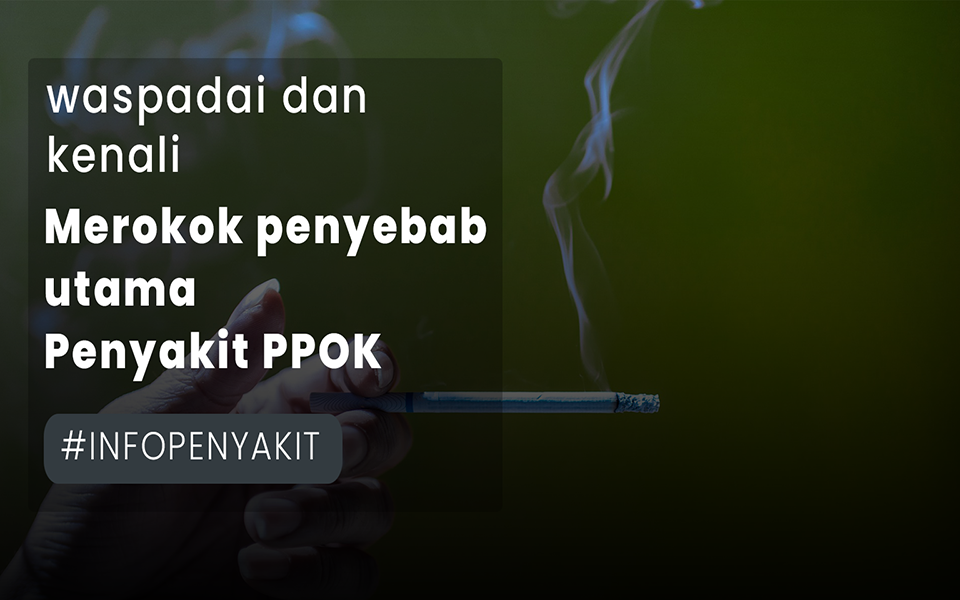 waspadai dan
kenali
Merokok penyebab
utama
Penyakit PPOK
#INFOPENYAKIT